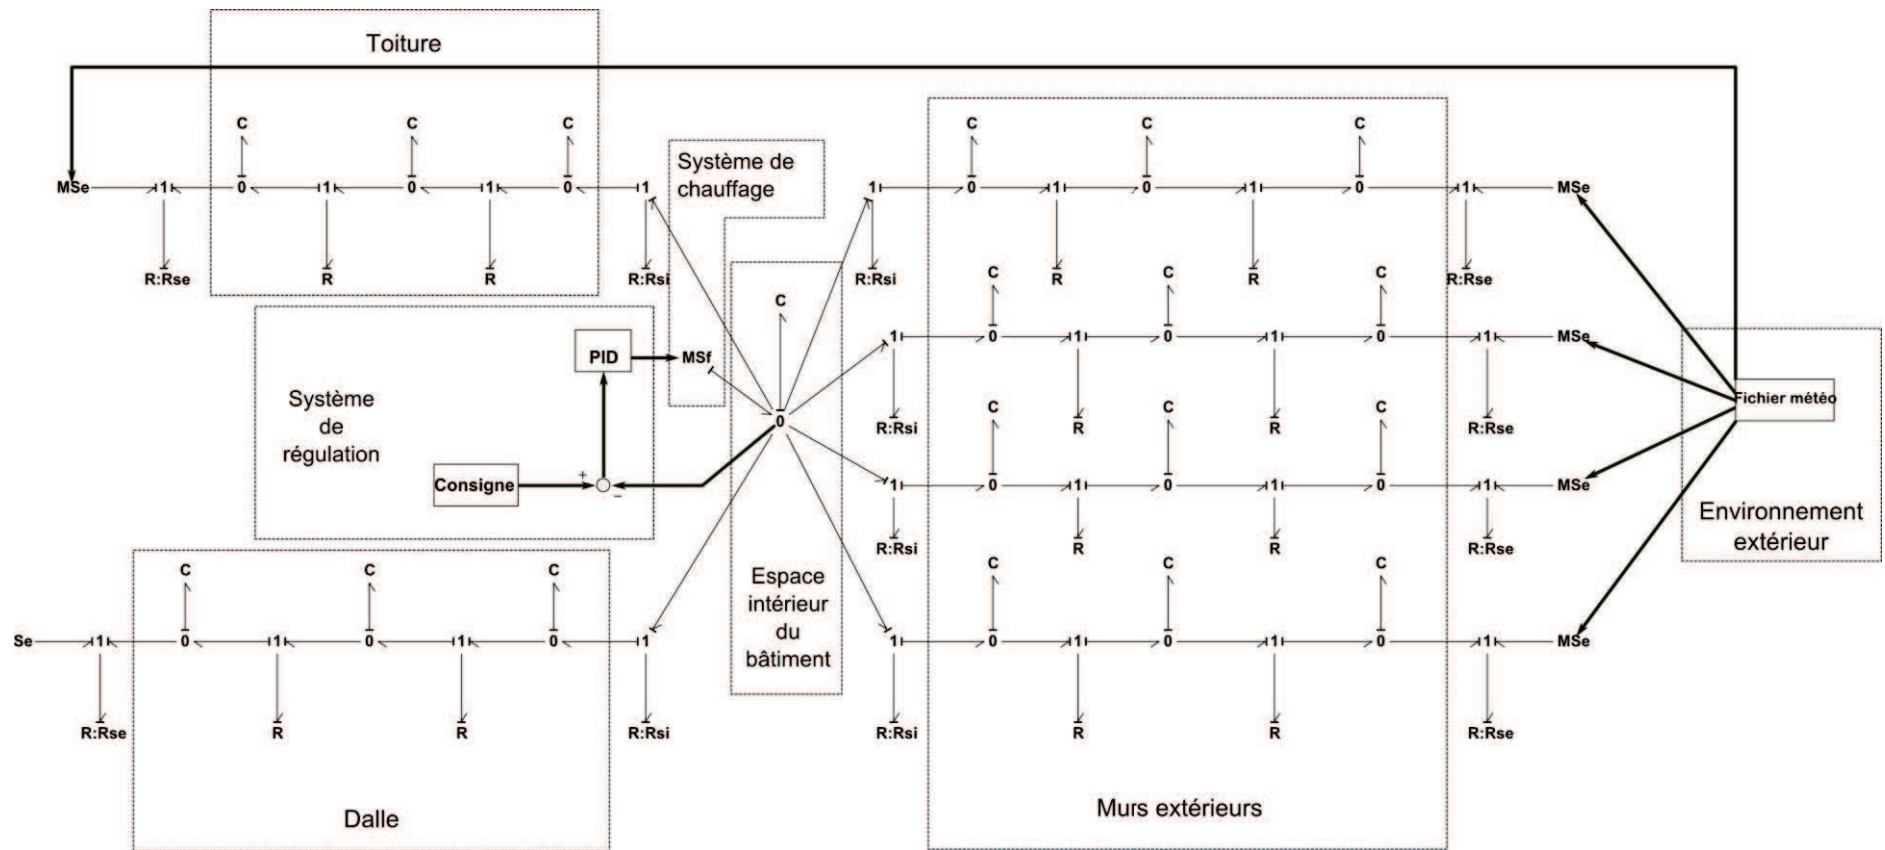 Toiture
C C C
MSe 1 0 1 0 1 0 1
R:Rse R R R:Rsi
Système de
chauffage
C C C
1 0 1 0 1 0 1 MSe
R:Rsi R R R:Rse
C C C
1 0 1 0 1 0 1 MSe
R:Rsi R R R:Rse
C
0
PID
MSf
Système
de
régulation
Consigne
+
−
C C C
1 0 1 0 1 0 1 MSe
R:Rsi R R R:Rse
Fichier météo
Environnement
extérieur
Espace
intérieur
du
bâtiment
C C C
Se 1 0 1 0 1 0 1
R:Rse R R R:Rsi
Dalle
C C C
1 0 1 0 1 0 1 MSe
R:Rsi R R R:Rse
Murs extérieurs